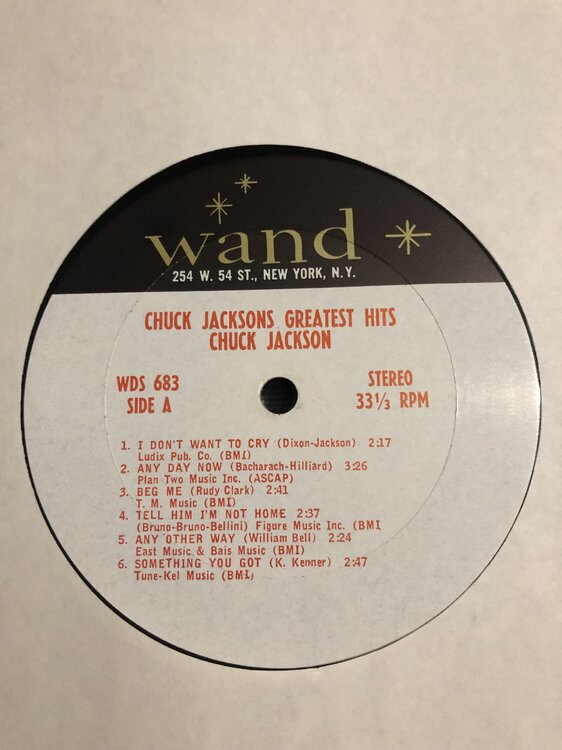 wand
254 W. 54 ST., NEW YORK, N.Y.
CHUCK JACKSONS GREATEST HITS
CHUCK JACKSON
WDS 683
SIDE A
STEREO
33⅓ RPM
1. I DON'T WANT TO CRY (Dixon-Jackson) 2:17
Ludix Pub. Co. (BMI)
2. ANY DAY NOW (Bacharach-Hilliard) 3:26
Plan Two Music Inc. (ASCAP)
3. BEG ME (Rudy Clark) 2:41
T. M. Music (BMI)
4. TELL HIM I'M NOT HOME 2:37
(Bruno-Bruno-Bellini) Figure Music Inc. (BMI
5. ANY OTHER WAY (William Bell) 2:24
East Music & Bais Music (BMI)
6. SOMETHING YOU GOT (K. Kenner) 2:47
Tune-Kel Music (BMI)